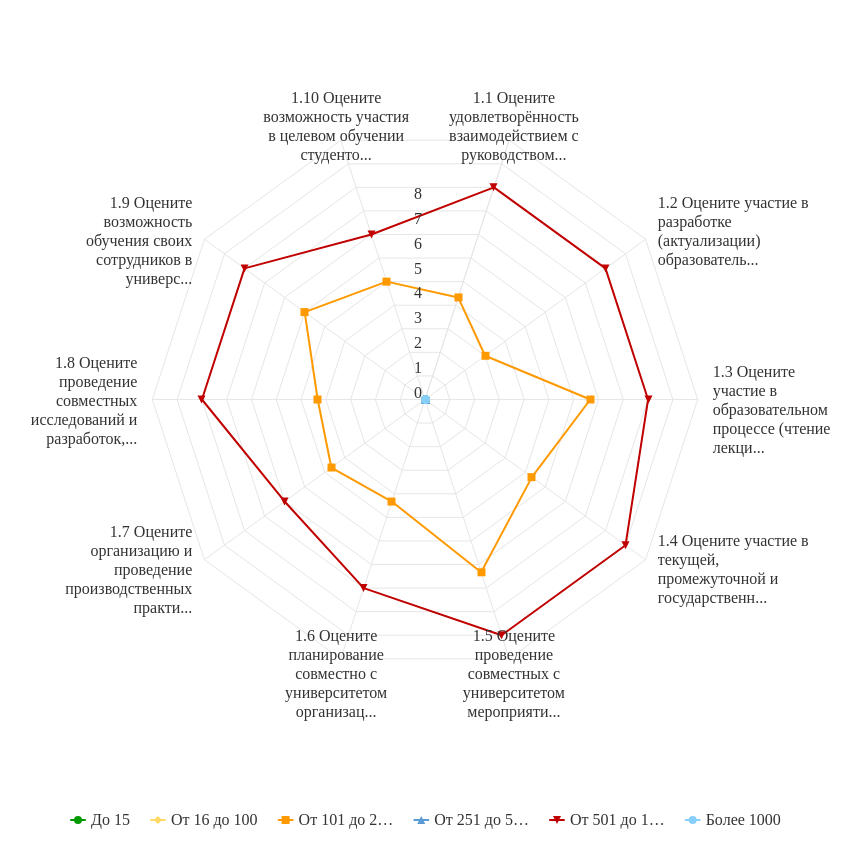 1.10 Оцените
возможность участия
в целевом обучении
студенто...
1.1 Оцените
удовлетворённость
взаимодействием с
руководством...
1.2 Оцените участие в
разработке
(актуализации)
образователь...
1.3 Оцените
участие в
образовательном
процессе (чтение
лекци...
1.4 Оцените участие в
текущей,
промежуточной и
государственн...
1.5 Оцените
проведение
совместных с
университетом
мероприяти...
1.6 Оцените
планирование
совместно с
университетом
организац...
1.7 Оцените
организацию и
проведение
производственных
практи...
1.8 Оцените
проведение
совместных
исследований и
разработок,...
1.9 Оцените
возможность
обучения своих
сотрудников в
универс...
8
7
6
5
4
3
2
1
0
До 15
От 16 до 100
От 101 до 2…
От 251 до 5…
От 501 до 1…
Более 1000